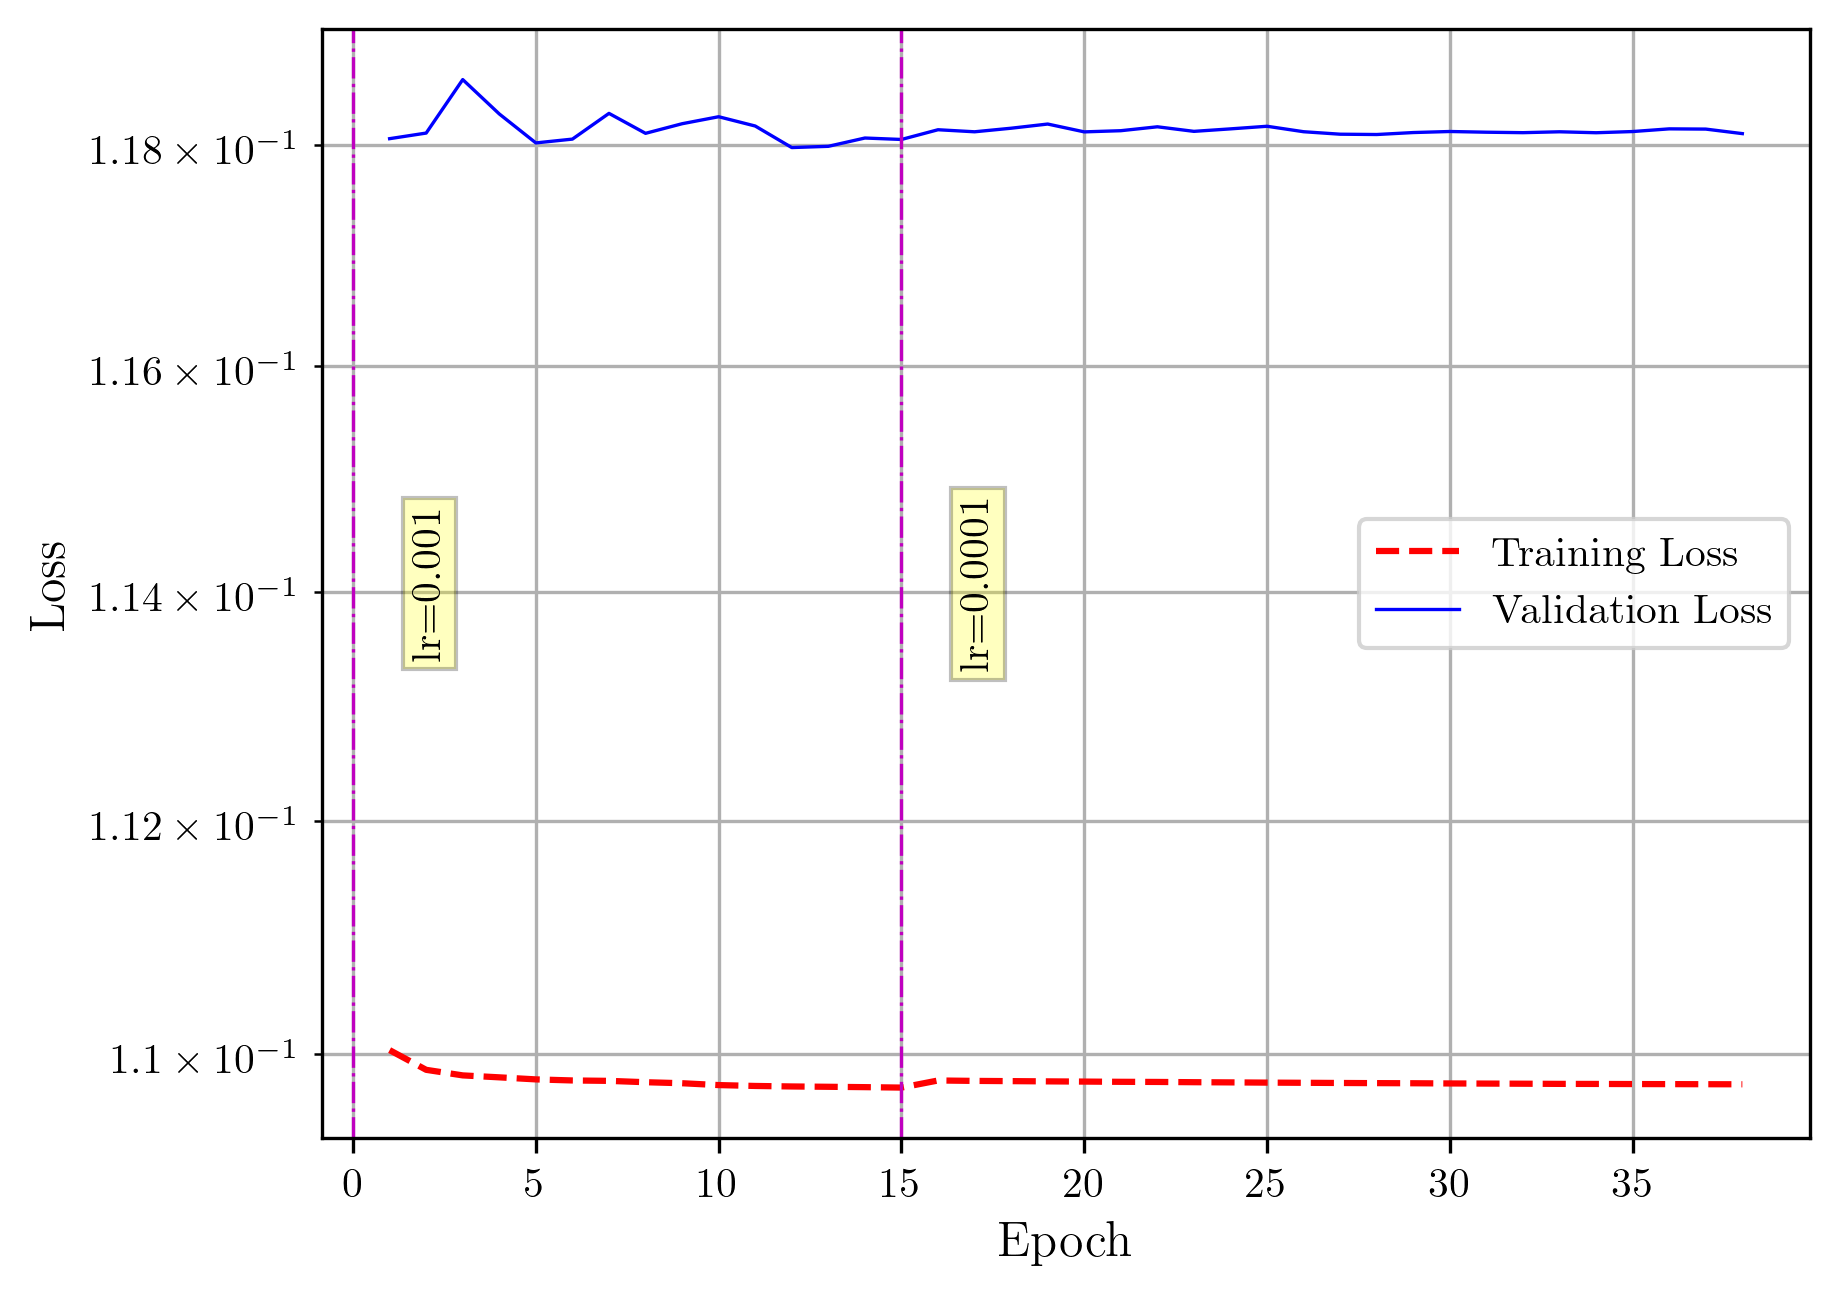 Loss
1.18 × 10⁻¹
1.16 × 10⁻¹
1.14 × 10⁻¹
1.12 × 10⁻¹
1.1 × 10⁻¹
lr=0.001
lr=0.0001
Training Loss
Validation Loss
0 5 10 15 20 25 30 35
Epoch